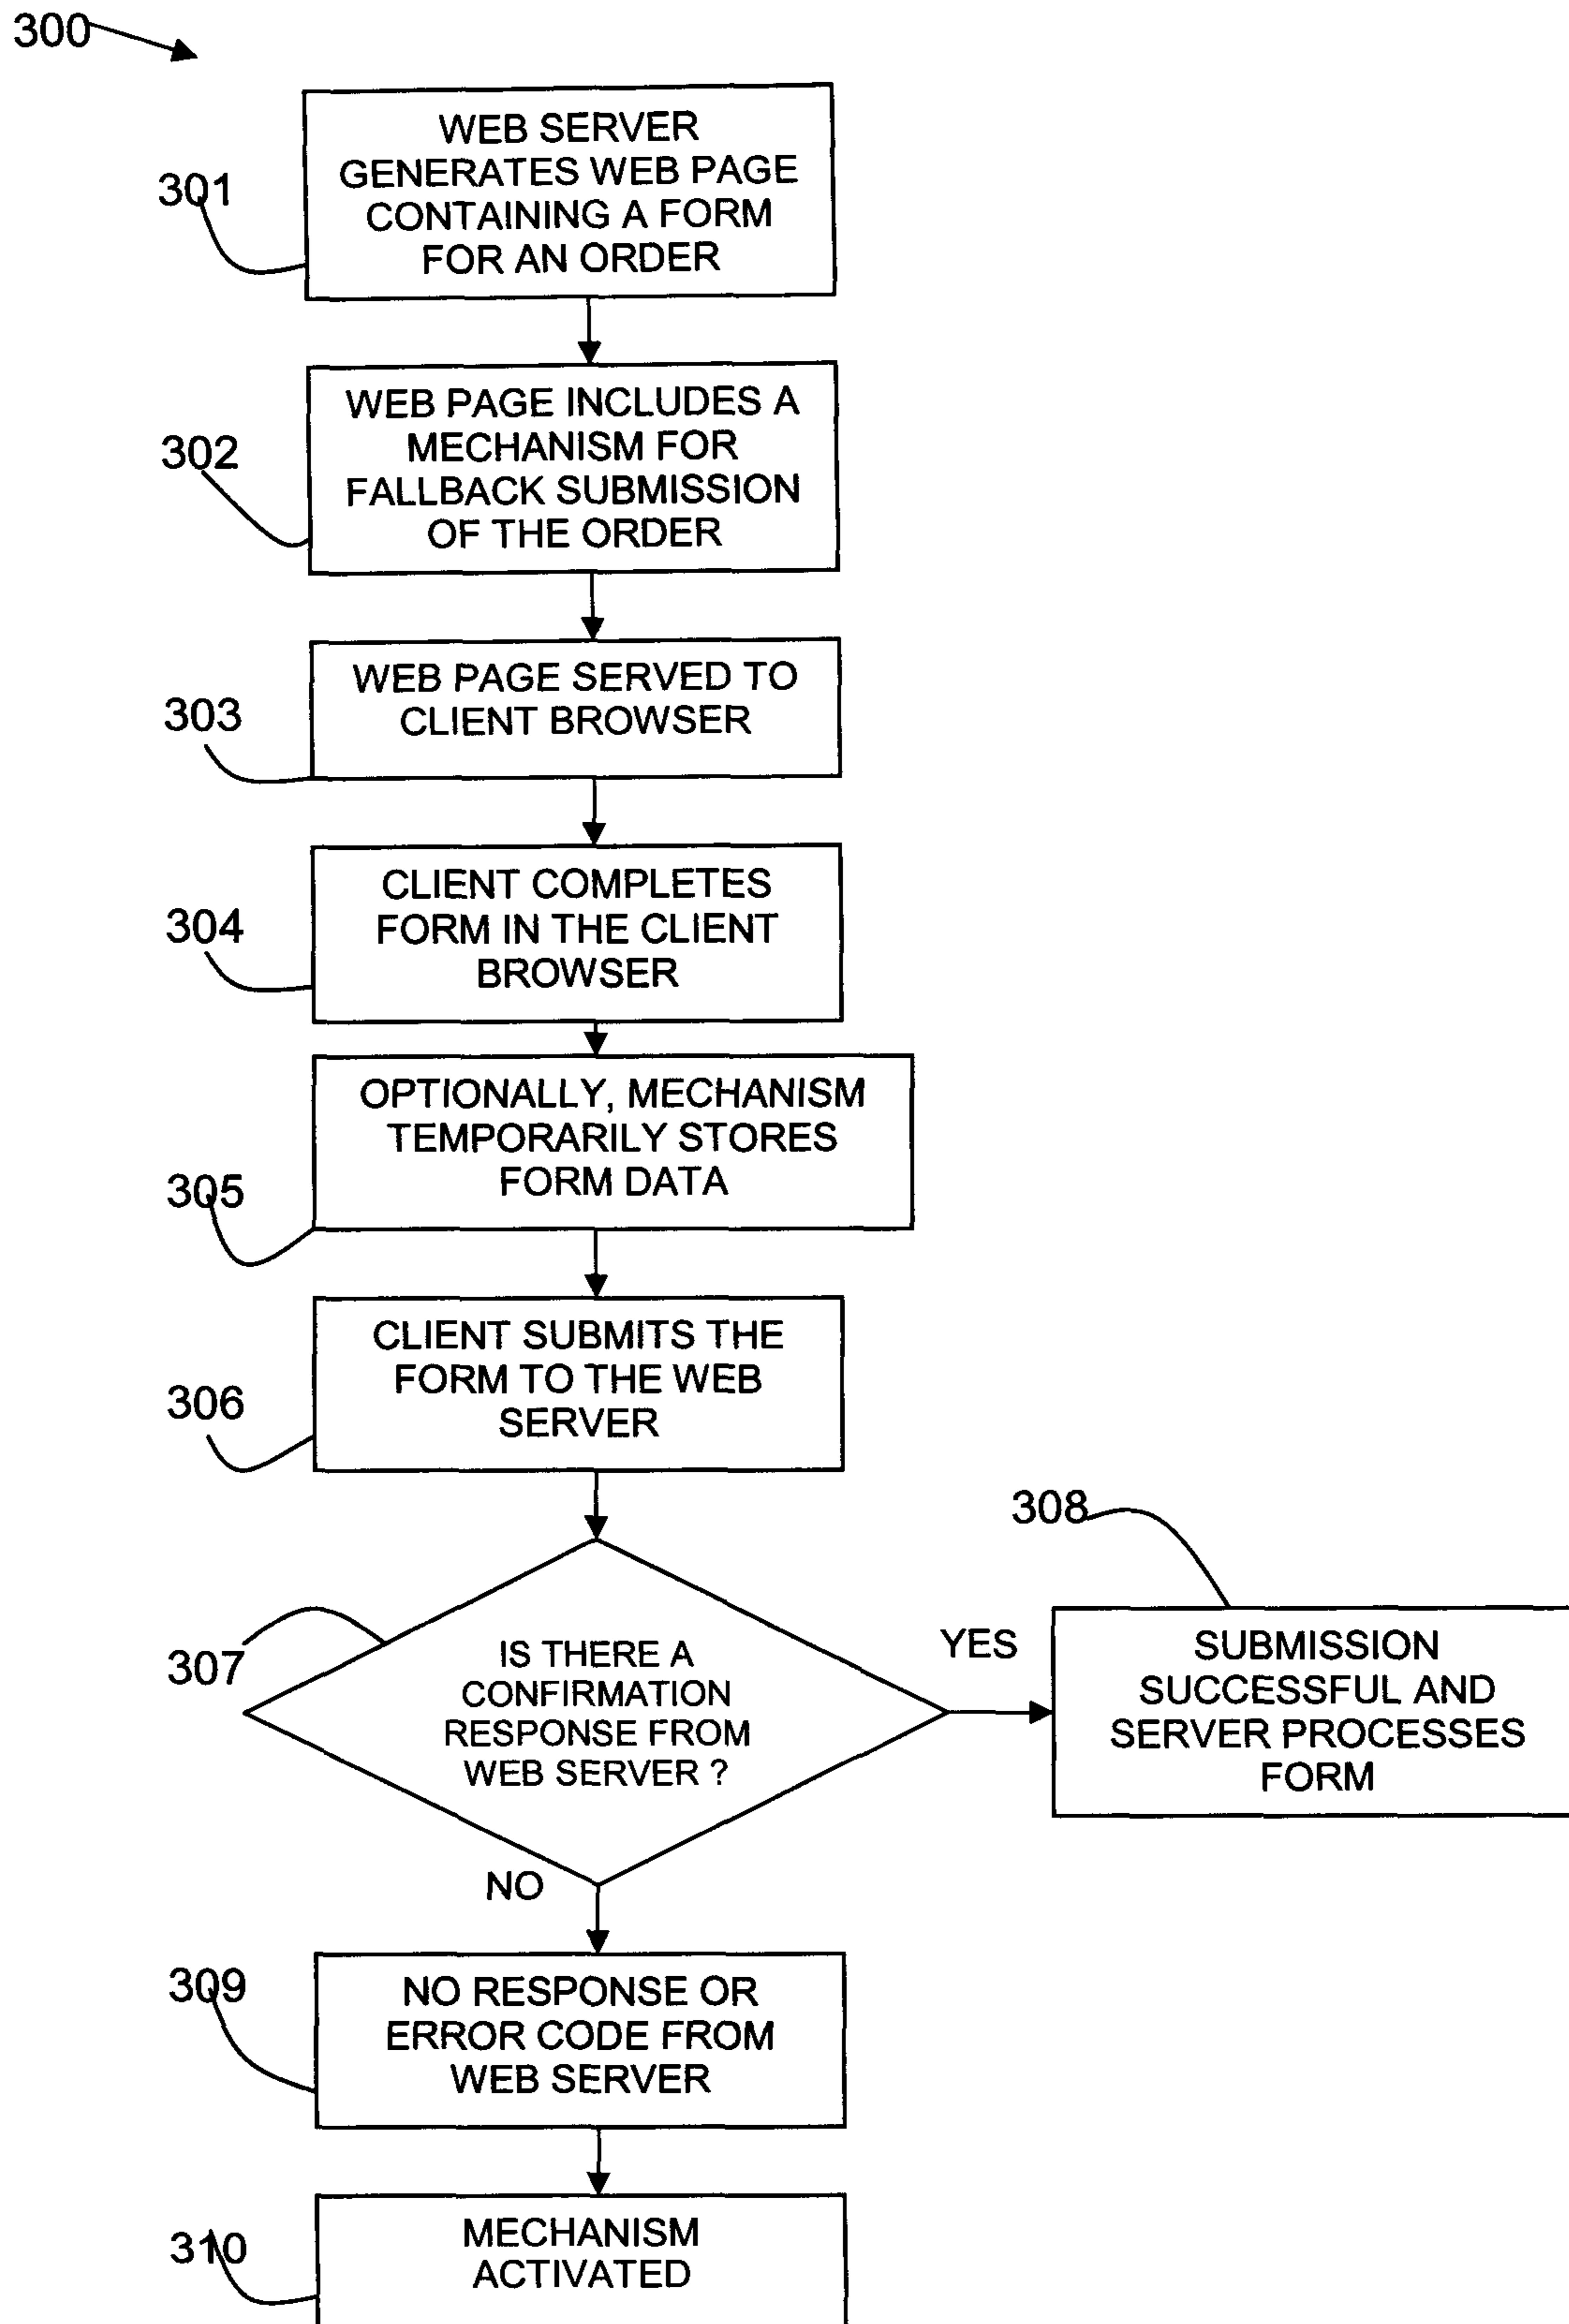 300
301
WEB SERVER
GENERATES WEB PAGE
CONTAINING A FORM
FOR AN ORDER
302
WEB PAGE INCLUDES A
MECHANISM FOR
FALLBACK SUBMISSION
OF THE ORDER
303
WEB PAGE SERVED TO
CLIENT BROWSER
304
CLIENT COMPLETES
FORM IN THE CLIENT
BROWSER
305
OPTIONALLY, MECHANISM
TEMPORARILY STORES
FORM DATA
306
CLIENT SUBMITS THE
FORM TO THE WEB
SERVER
307
IS THERE A
CONFIRMATION
RESPONSE FROM
WEB SERVER ?
YES
308
SUBMISSION
SUCCESSFUL AND
SERVER PROCESSES
FORM
NO
309
NO RESPONSE OR
ERROR CODE FROM
WEB SERVER
310
MECHANISM
ACTIVATED